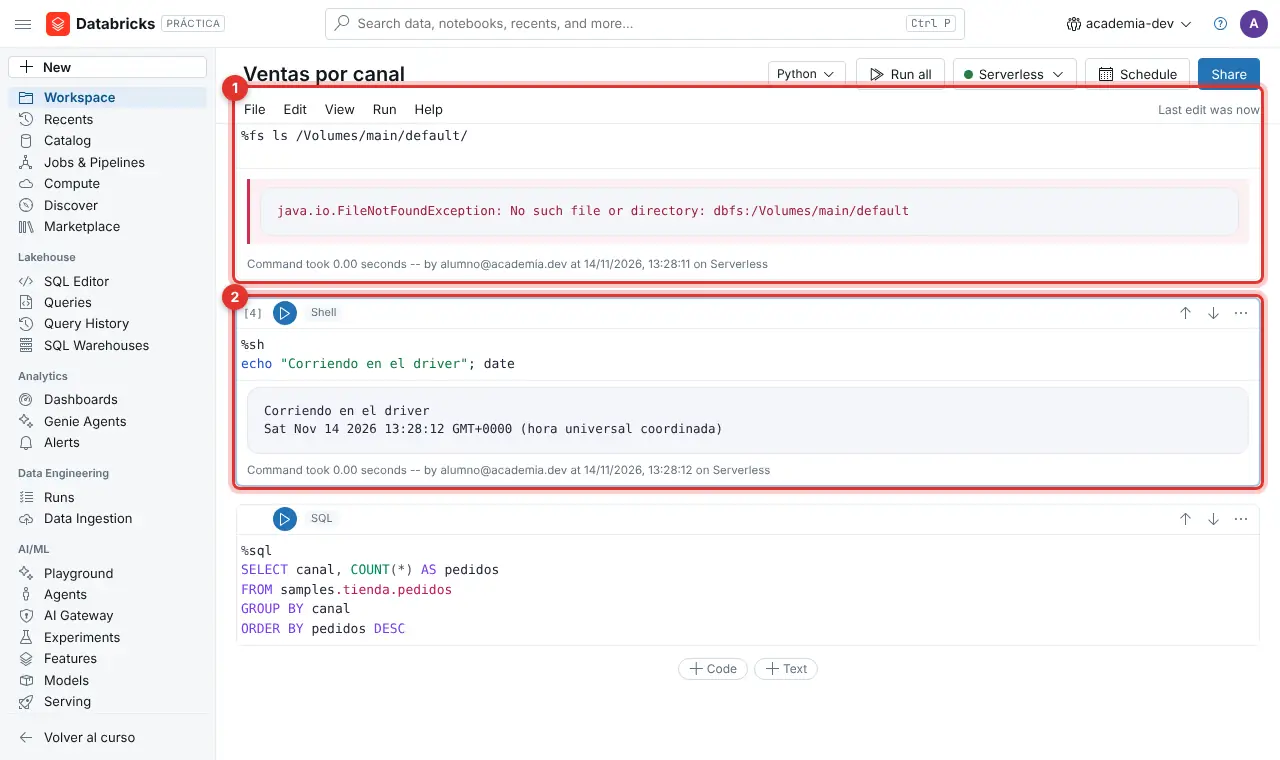 Databricks PRÁCTICA
Search data, notebooks, recents, and more... Ctrl P
academia-dev
A
New
Workspace
Recents
Catalog
Jobs & Pipelines
Compute
Discover
Marketplace
Lakehouse
SQL Editor
Queries
Query History
SQL Warehouses
Analytics
Dashboards
Genie Agents
Alerts
Data Engineering
Runs
Data Ingestion
AI/ML
Playground
Agents
AI Gateway
Experiments
Features
Models
Serving
Volver al curso
Ventas por canal
Python Run all Serverless Schedule Share
1
File Edit View Run Help Last edit was now
%fs ls /Volumes/main/default/
java.io.FileNotFoundException: No such file or directory: dbfs:/Volumes/main/default
Command took 0.00 seconds -- by alumno@academia.dev at 14/11/2026, 13:28:11 on Serverless
2
[4] Shell
%sh
echo "Corriendo en el driver"; date
Corriendo en el driver
Sat Nov 14 2026 13:28:12 GMT+0000 (hora universal coordinada)
Command took 0.00 seconds -- by alumno@academia.dev at 14/11/2026, 13:28:12 on Serverless
SQL
%sql
SELECT canal, COUNT(*) AS pedidos
FROM samples.tienda.pedidos
GROUP BY canal
ORDER BY pedidos DESC
Code Text